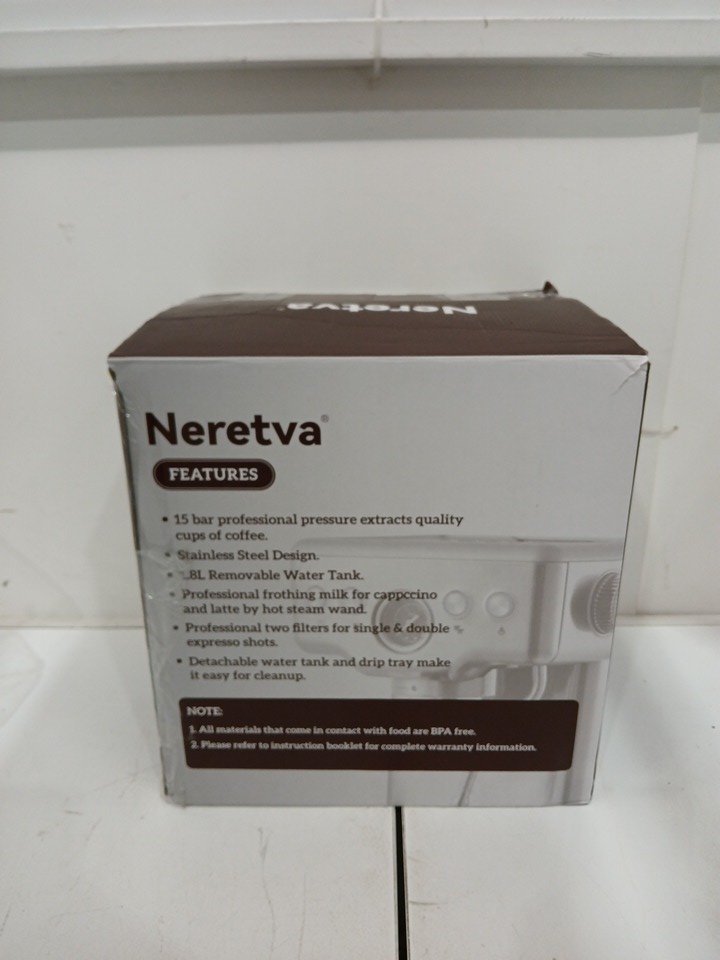 Neretva
Neretva®
FEATURES
• 15 bar professional pressure extracts quality
cups of coffee.
• Stainless Steel Design.
• .8L Removable Water Tank.
• Professional frothing milk for cappccino
and latte by hot steam wand.
• Professional two filters for single & double
expresso shots.
• Detachable water tank and drip tray make
it easy for cleanup.
NOTE:
1. All materials that come in contact with food are BPA free.
2. Please refer to instruction booklet for complete warranty information.